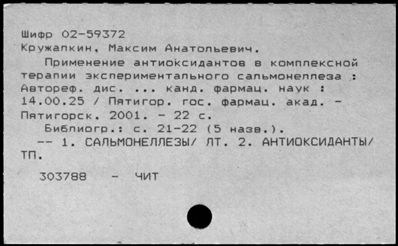 Шифр 02-59372
Кружапкин, Максим Анатольевич.
Применение антиоксидантов в комплексной
терапии экспериментального сальмонеллеза :
Автореф. дис. ... канд. фармац. наук :
14.00.25 / Пятигор. гос. фармац. акад. -
Пятигорск. 2001. - 22 с.
Библиогр.: с. 21-22 (5 назв.).
-- 1. САЛЬМОНЕЛЛЕЗЫ/ ЛТ. 2. АНТИОКСИДАНТЫ/
ТП.
303788 - ЧИТ